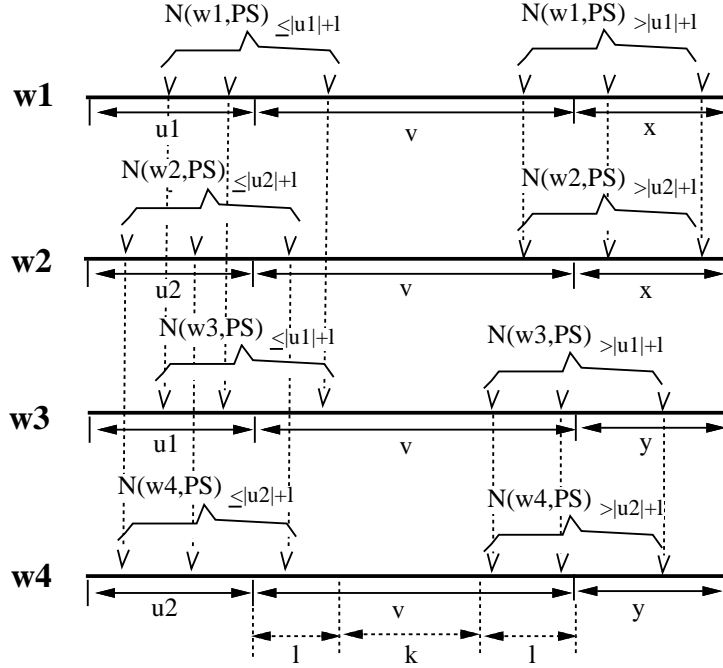 N(w1,PS) ≤|u1|+l N(w1,PS) >|u1|+l
w1
u1 v x
N(w2,PS) ≤|u2|+l N(w2,PS) >|u2|+l
w2
u2 v x
N(w3,PS) ≤|u1|+l N(w3,PS) >|u1|+l
w3
u1 v y
N(w4,PS) ≤|u2|+l N(w4,PS) >|u2|+l
w4
u2 v y
l k l